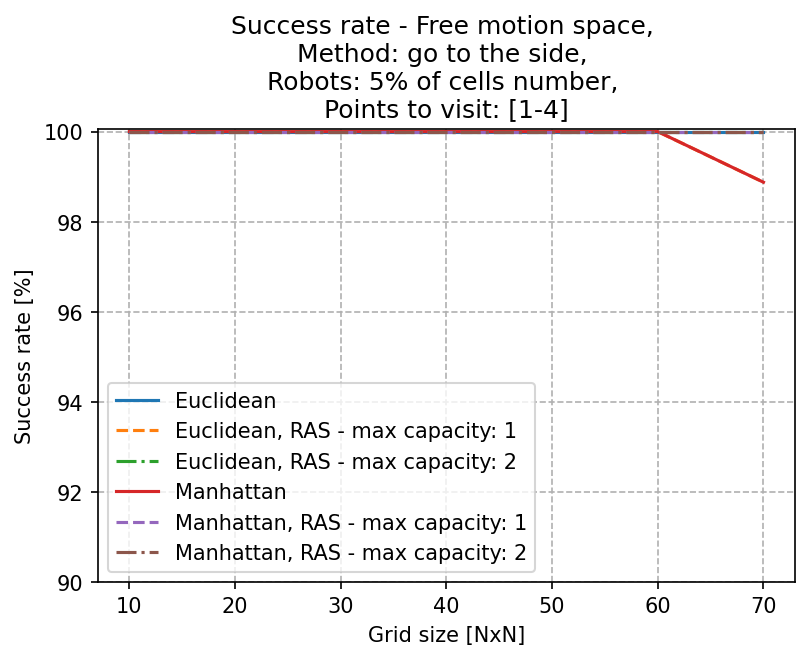 Success rate - Free motion space,
Method: go to the side,
Robots: 5% of cells number,
Points to visit: [1-4]
100
98
96
94
92
90
Success rate [%]
Euclidean
Euclidean, RAS - max capacity: 1
Euclidean, RAS - max capacity: 2
Manhattan
Manhattan, RAS - max capacity: 1
Manhattan, RAS - max capacity: 2
10 20 30 40 50 60 70
Grid size [NxN]